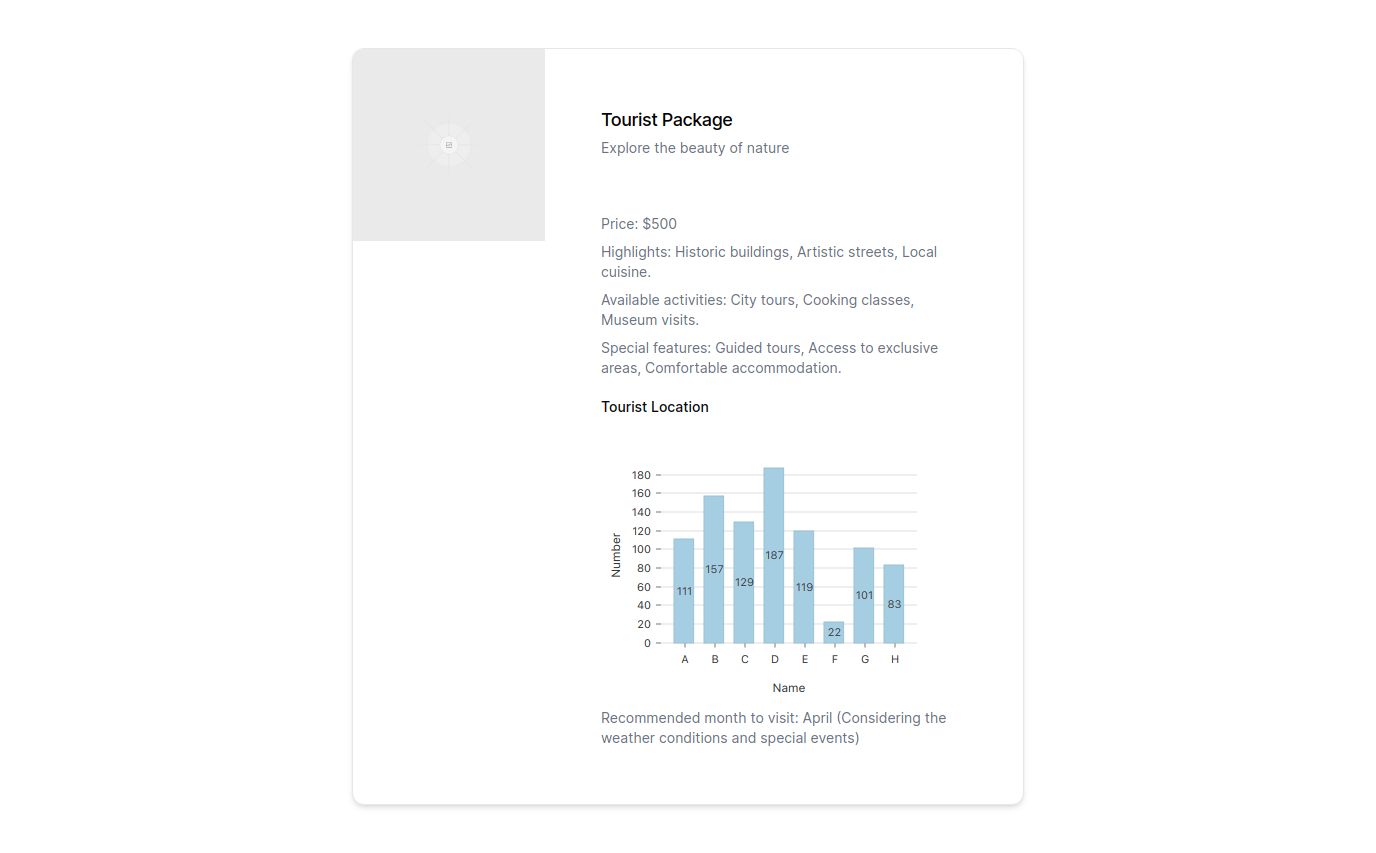 Tourist Package
Explore the beauty of nature
Price: $500
Highlights: Historic buildings, Artistic streets, Local
cuisine.
Available activities: City tours, Cooking classes,
Museum visits.
Special features: Guided tours, Access to exclusive
areas, Comfortable accommodation.
Tourist Location
180
160
140
120
100
80
60
40
20
0
Number
111
157
129
187
119
22
101
83
A B C D E F G H
Name
Recommended month to visit: April (Considering the
weather conditions and special events)